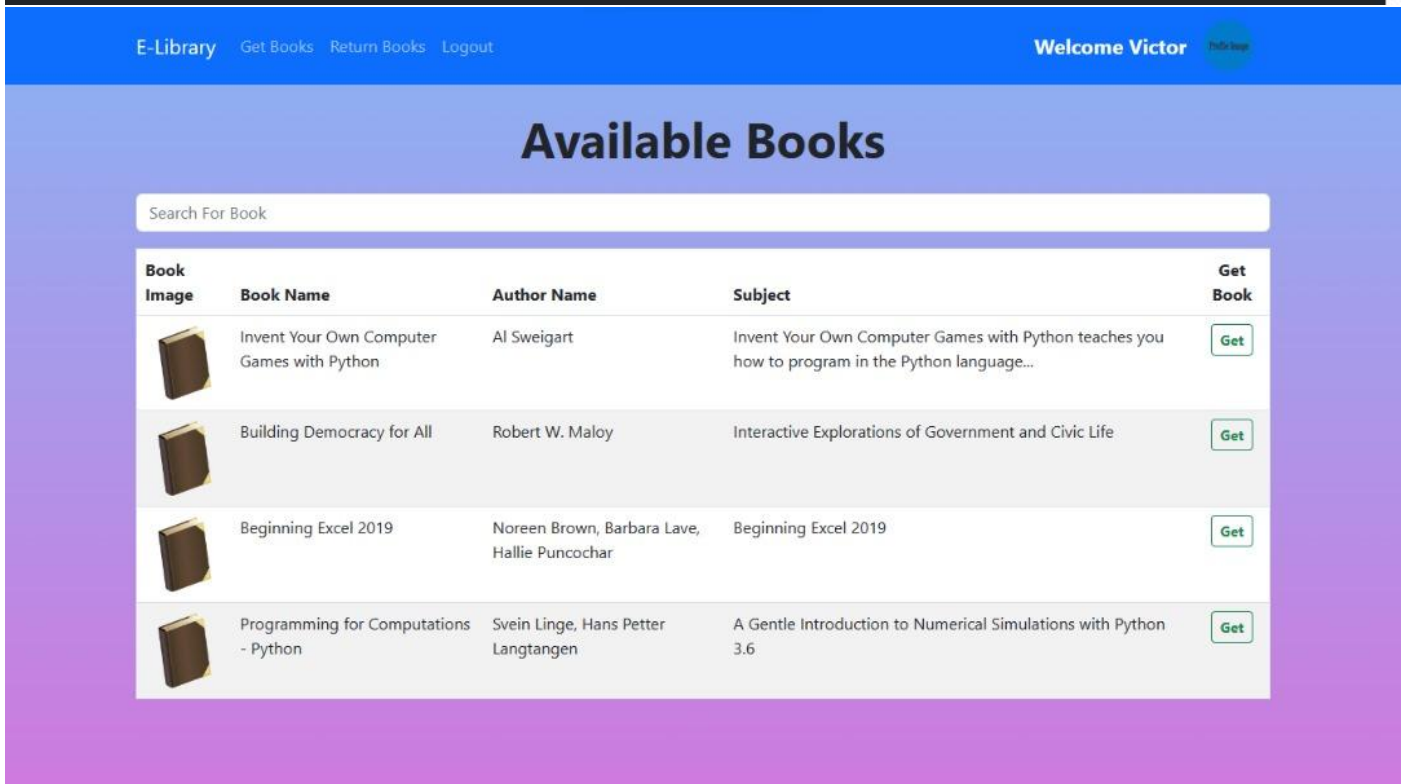 E-Library Get Books Return Books Logout Welcome Victor
Available Books
Search For Book
Book Image Book Name Author Name Subject Get Book
Invent Your Own Computer Games with Python Al Sweigart Invent Your Own Computer Games with Python teaches you how to program in the Python language... Get
Building Democracy for All Robert W. Maloy Interactive Explorations of Government and Civic Life Get
Beginning Excel 2019 Noreen Brown, Barbara Lave, Hallie Puncochar Beginning Excel 2019 Get
Programming for Computations - Python Svein Linge, Hans Petter Langtangen A Gentle Introduction to Numerical Simulations with Python 3.6 Get